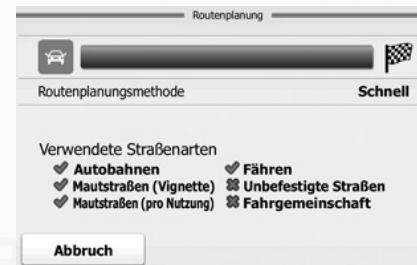 Routenplanung
Routenplanungsmethode Schnell
Verwendete Straßenarten
Autobahnen Fähren
Mautstraßen (Vignette) Unbefestigte Straßen
Mautstraßen (pro Nutzung) Fahrgemeinschaft
Abbruch